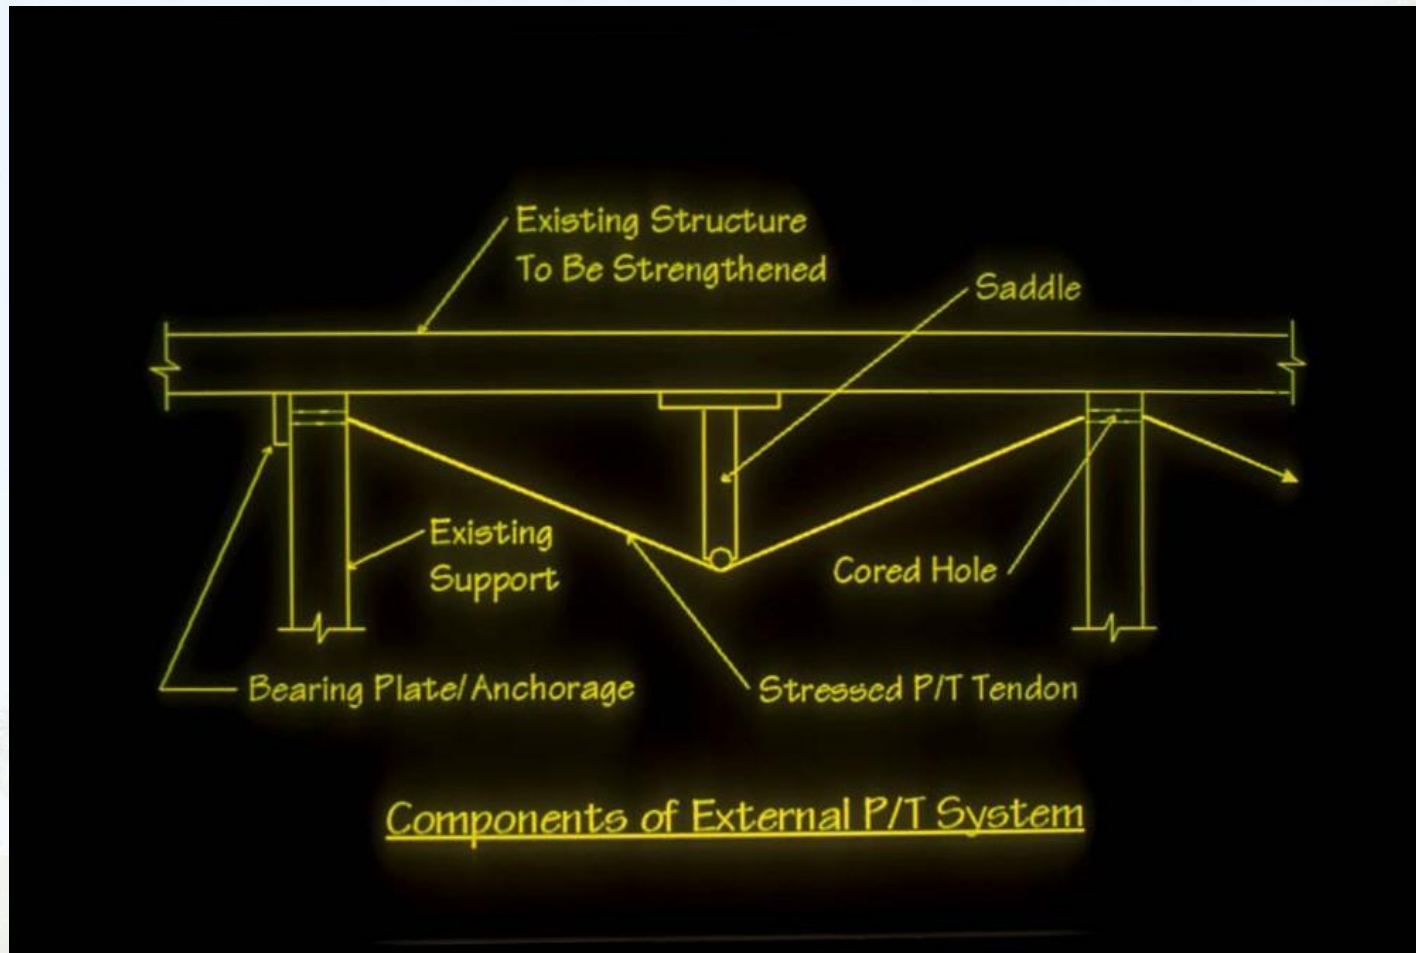 Existing Structure
To Be Strengthened
Saddle
Existing
Support
Cored Hole
Bearing Plate/Anchorage
Stressed P/T Tendon
Components of External P/T System